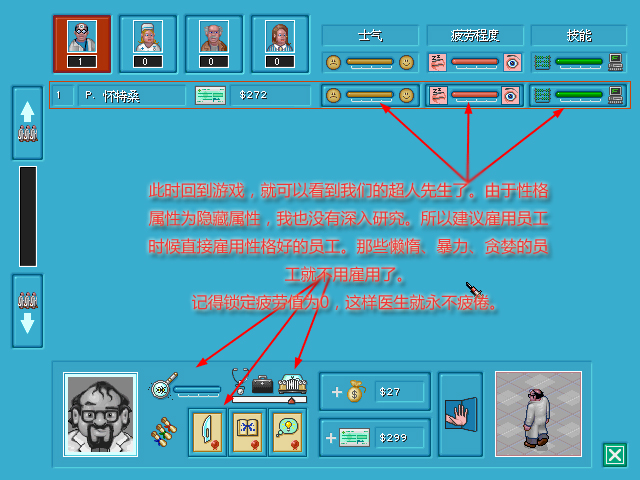 1
0
0
0
士气
疲劳程度
技能
1 P. 怀特桑 $272
此时回到游戏，就可以看到我们的超人先生了。由于性格
属性为隐藏属性，我也没有深入研究。所以建议雇用员工
时候直接雇用性格好的员工。那些懒惰、暴力、贪婪的员
工就不用雇用了。
记得锁定疲劳值为0，这样医生就永不疲倦。
+ $27
+ $299